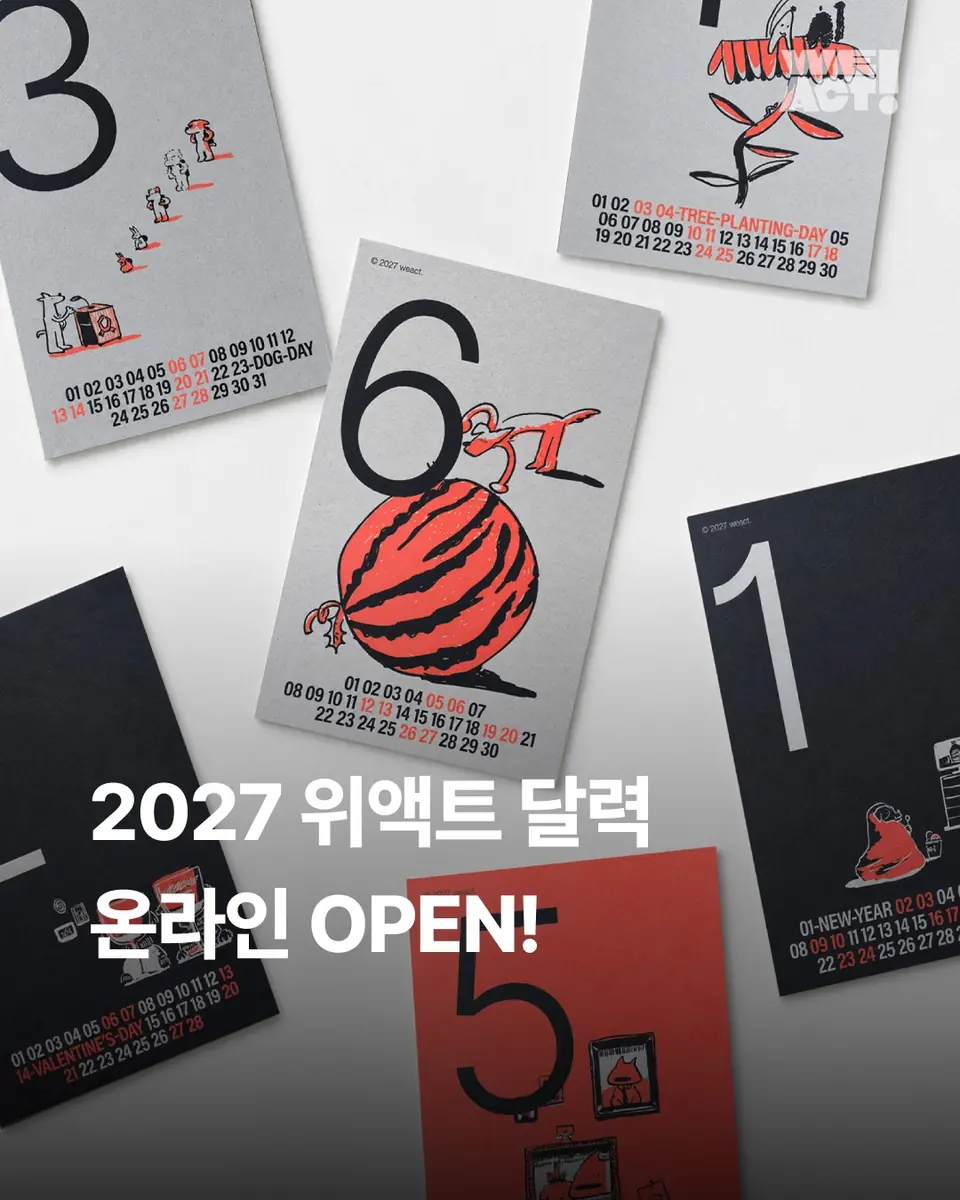 3
01 02 03 04 05 06 07 08 09 10 11 12
13 14 15 16 17 18 19 20 21 22 23-DOG-DAY
24 25 26 27 28 29 30 31
WE
ACT!
01 02 03 04-TREE-PLANTING-DAY 05
06 07 08 09 10 11 12 13 14 15 16 17 18
19 20 21 22 23 24 25 26 27 28 29 30
© 2027 weact.
6
01 02 03 04 05 06 07
08 09 10 11 12 13 14 15 16 17 18 19 20 21
22 23 24 25 26 27 28 29 30
© 2027 weact.
1
01-NEW-YEAR 02 03 04
08 09 10 11 12 13 14 15 16 17
22 23 24 25 26 27 28
2027 위액트 달력
온라인 OPEN!
01 02 03 04 05 06 07 08 09 10 11 12 13
14-VALENTINE'S-DAY 15 16 17 18 19 20
21 22 23 24 25 26 27 28
5